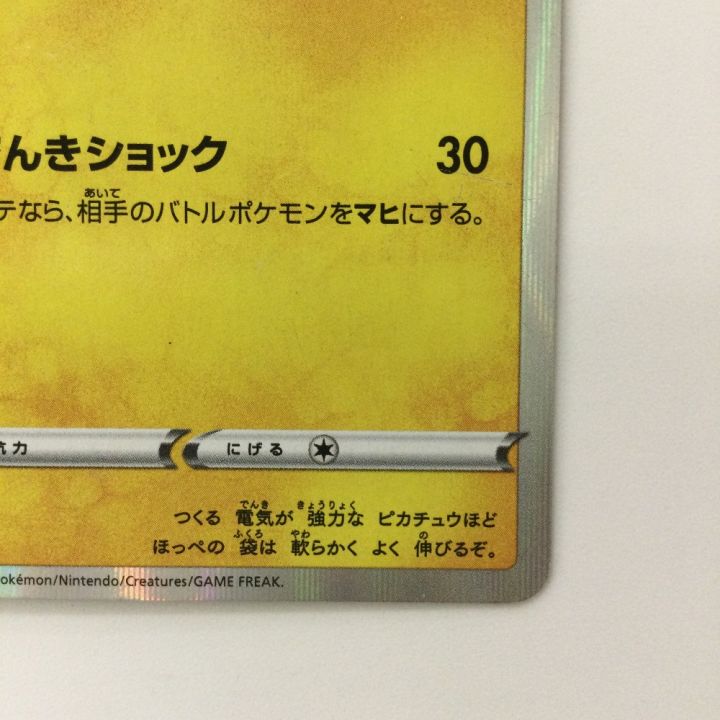 んきショック 30
テなら、相手のバトルポケモンをマヒにする。
抗力 にげる
つくる 電気が 強力な ピカチュウほど
ほっぺの 袋は 軟らかく よく 伸びるぞ。
okémon/Nintendo/Creatures/GAME FREAK.